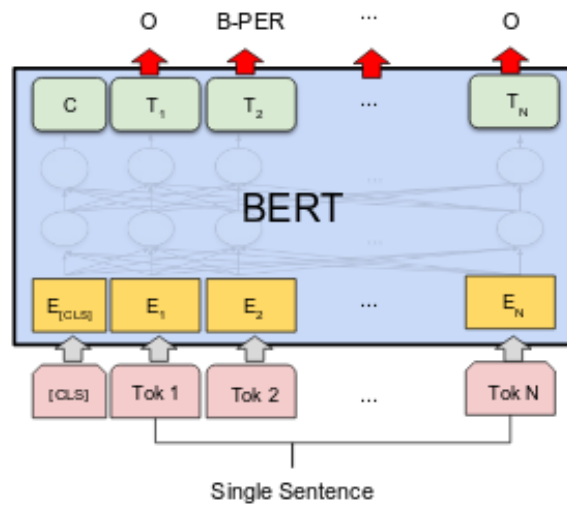 O B-PER ... O
C T1 T2 ... TN
...
BERT
...
E[CLS] E1 E2 ... EN
[CLS] Tok 1 Tok 2 ... Tok N
Single Sentence